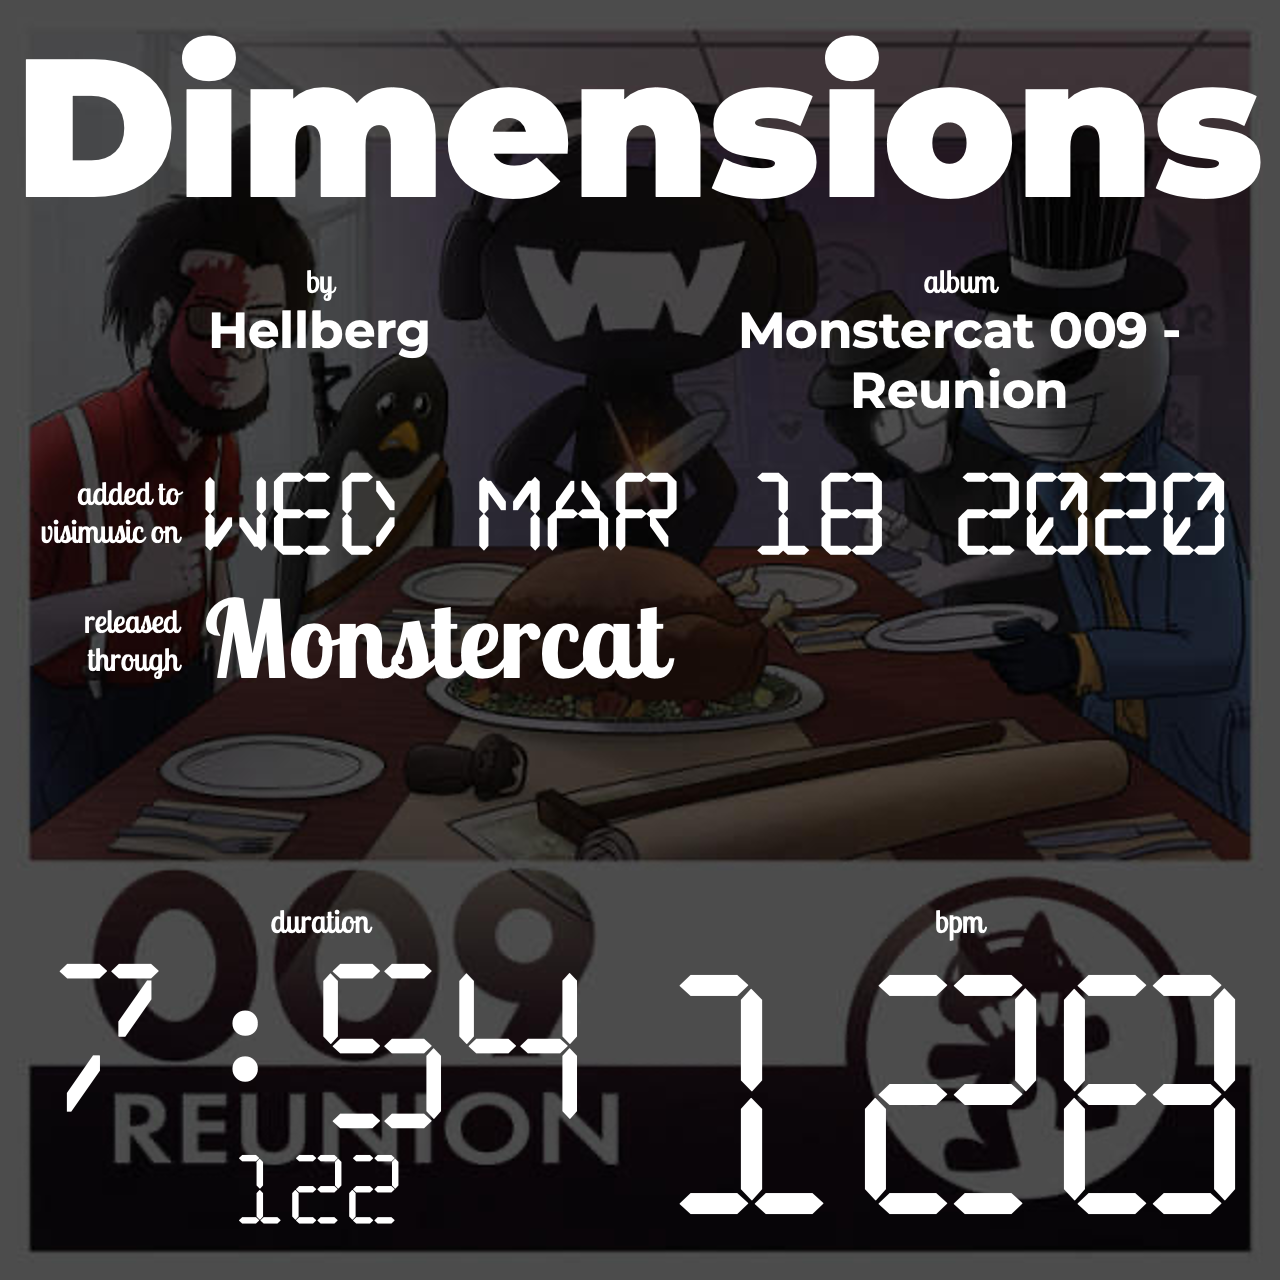 Dimensions
by
Hellberg
album
Monstercat 009 -
Reunion
added to
visimusic on
WED MAR 18 2020
released
through
Monstercat
009
REUNION
duration
7:54
122
bpm
128